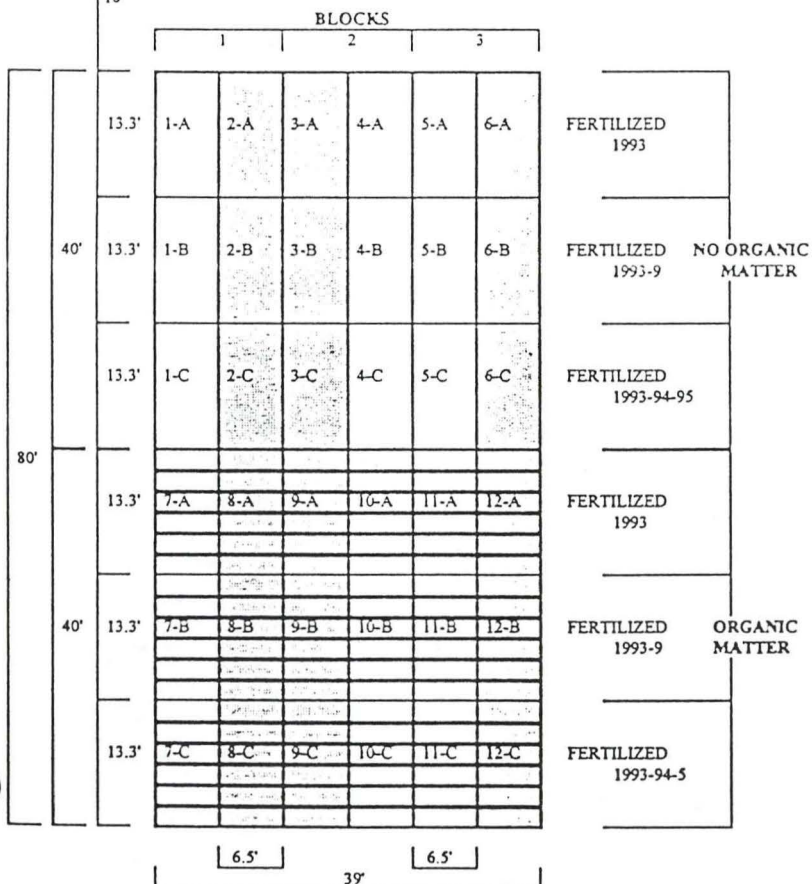 BLOCKS
1 2 3
13.3' 1-A 2-A 3-A 4-A 5-A 6-A FERTILIZED
1993
40' 13.3' 1-B 2-B 3-B 4-B 5-B 6-B FERTILIZED NO ORGANIC
1993-9 MATTER
13.3' 1-C 2-C 3-C 4-C 5-C 6-C FERTILIZED
1993-94-95
80'
13.3' 7-A 8-A 9-A 10-A 11-A 12-A FERTILIZED
1993
40' 13.3' 7-B 8-B 9-B 10-B 11-B 12-B FERTILIZED ORGANIC
1993-9 MATTER
13.3' 7-C 8-C 9-C 10-C 11-C 12-C FERTILIZED
1993-94-5
6.5' 6.5'
39'